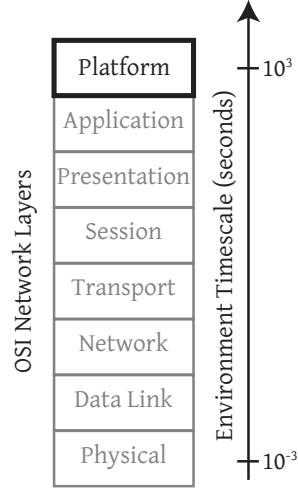 OSI Network Layers
Platform
Application
Presentation
Session
Transport
Network
Data Link
Physical
Environment Timescale (seconds)
10³
10⁻³